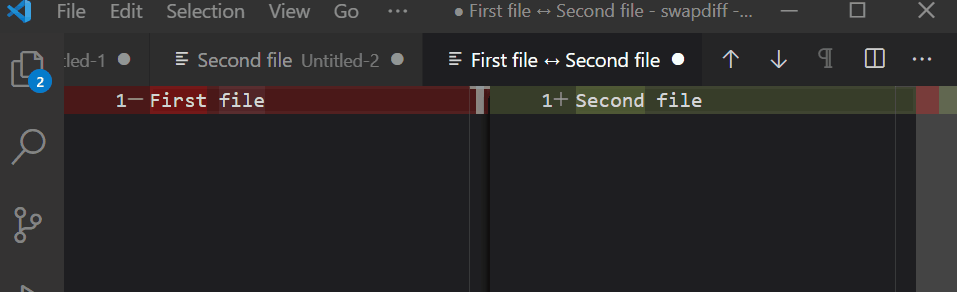 File Edit Selection View Go ··· ● First file ↔ Second file - swapdiff -...
tled-1 ● Second file Untitled-2 ● First file ↔ Second file ●
2
1− First file
1+ Second file